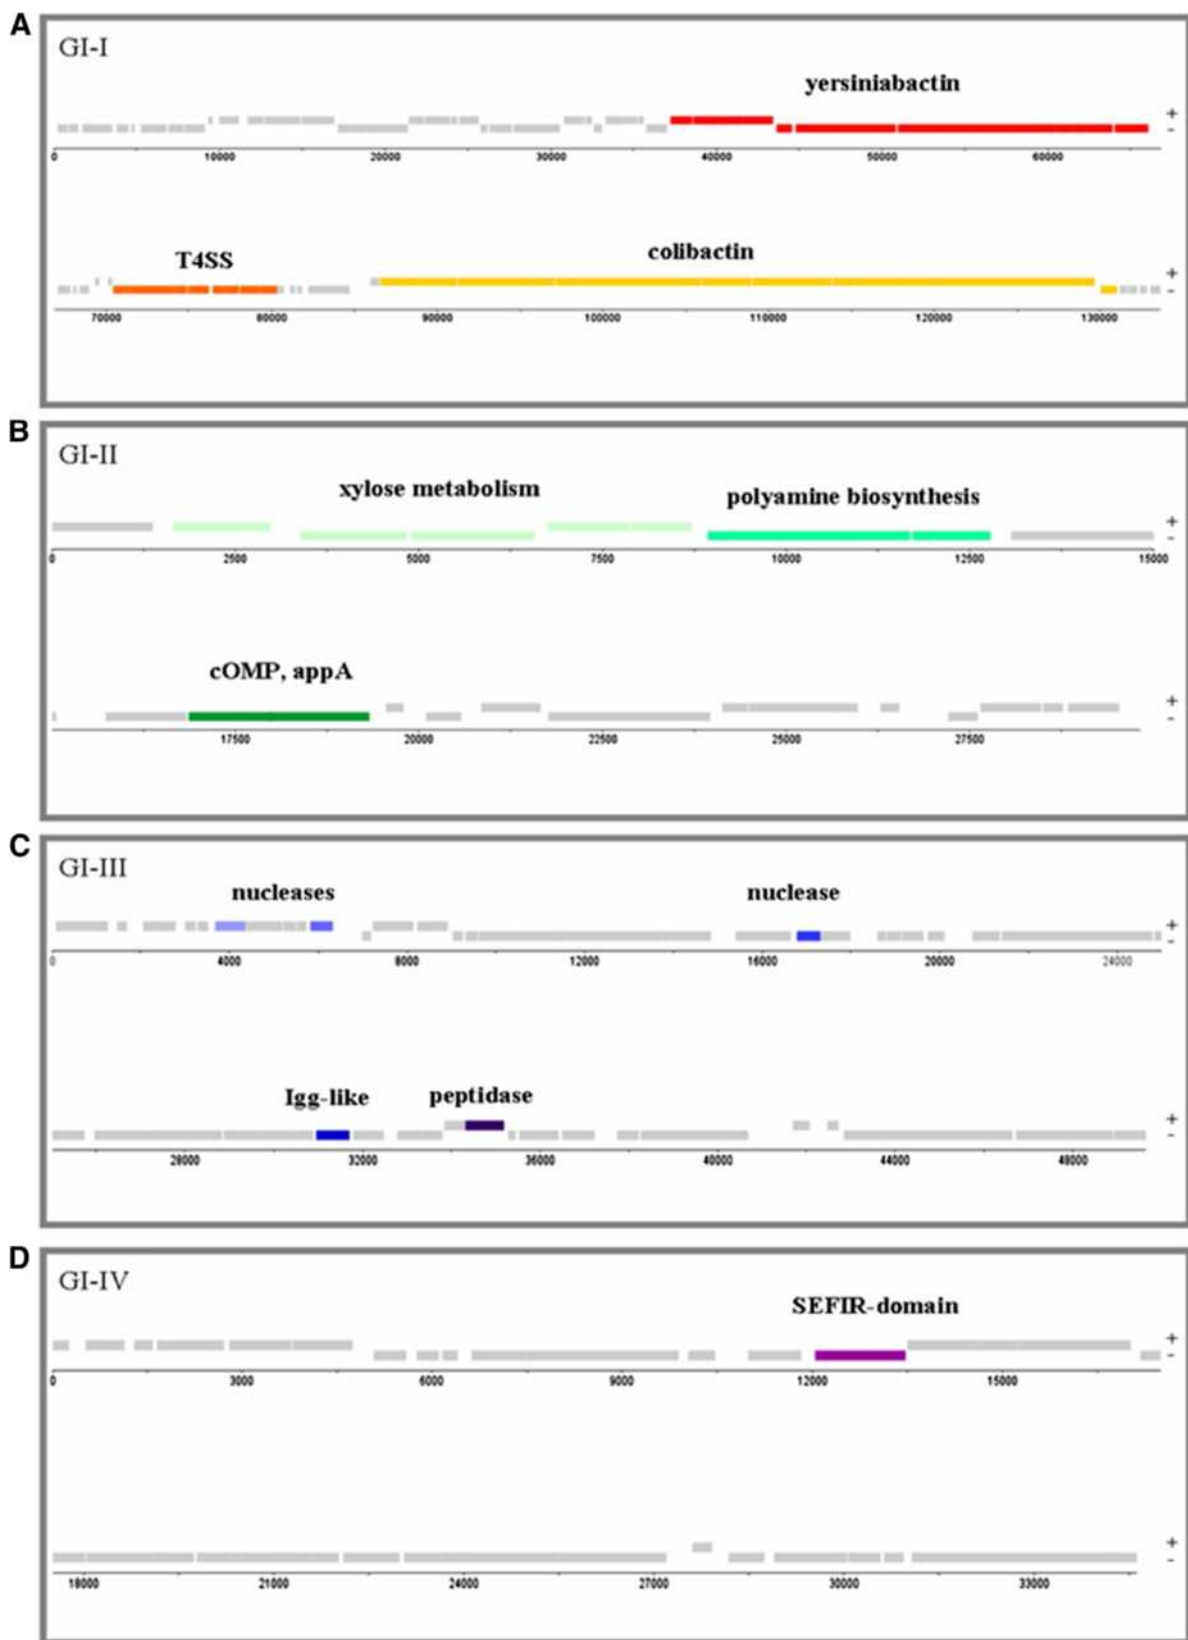 A
GI-I
yersiniabactin
+
-
0 10000 20000 30000 40000 50000 60000
T4SS
colibactin
+
-
70000 80000 90000 100000 110000 120000 130000
B
GI-II
xylose metabolism
polyamine biosynthesis
+
-
0 2500 5000 7500 10000 12500 15000
cOMP, appA
+
-
17500 20000 22500 25000 27500
C
GI-III
nucleases
nuclease
+
-
0 4000 8000 12000 16000 20000 24000
Igg-like
peptidase
+
-
28000 32000 36000 40000 44000 48000
D
GI-IV
SEFIR-domain
+
-
0 3000 6000 9000 12000 15000
+
-
18000 21000 24000 27000 30000 33000